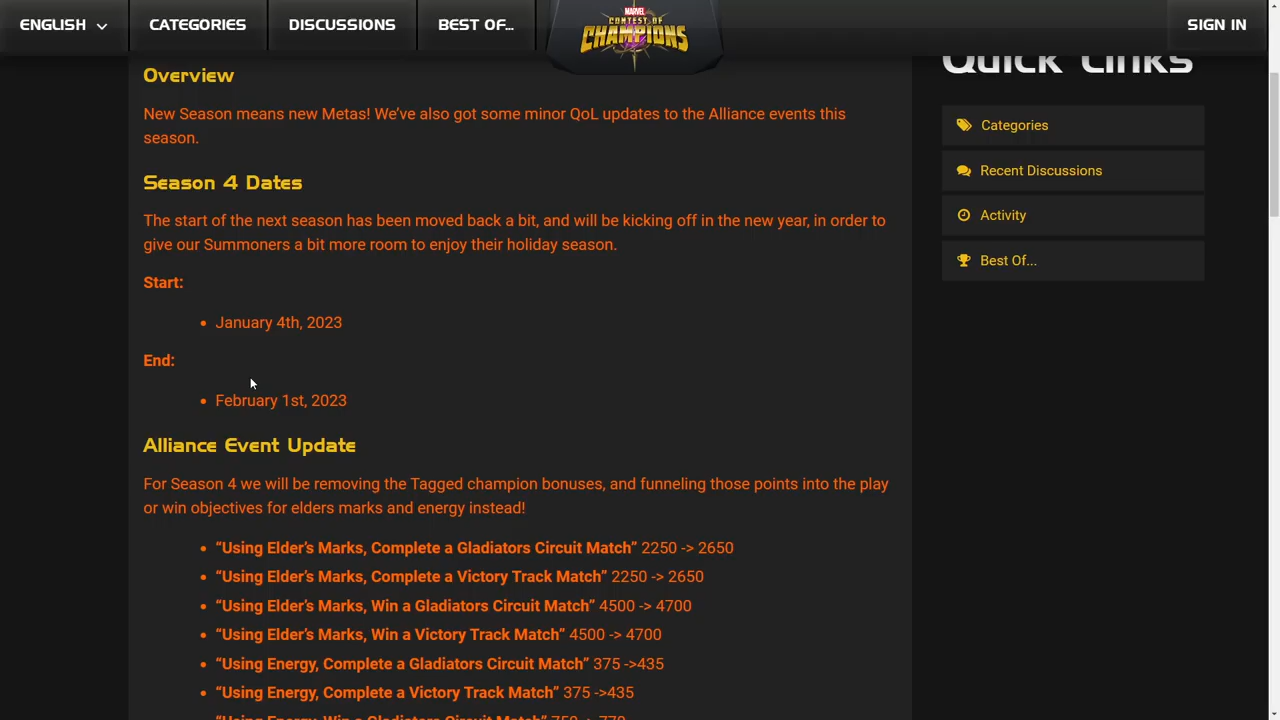 ENGLISH
CATEGORIES
DISCUSSIONS
BEST OF...
MARVEL
CONTEST OF
CHAMPIONS
SIGN IN
Overview
New Season means new Metas! We’ve also got some minor QoL updates to the Alliance events this
season.
Season 4 Dates
The start of the next season has been moved back a bit, and will be kicking off in the new year, in order to
give our Summoners a bit more room to enjoy their holiday season.
Start:
• January 4th, 2023
End:
• February 1st, 2023
Alliance Event Update
For Season 4 we will be removing the Tagged champion bonuses, and funneling those points into the play
or win objectives for elders marks and energy instead!
• “Using Elder’s Marks, Complete a Gladiators Circuit Match” 2250 -> 2650
• “Using Elder’s Marks, Complete a Victory Track Match” 2250 -> 2650
• “Using Elder’s Marks, Win a Gladiators Circuit Match” 4500 -> 4700
• “Using Elder’s Marks, Win a Victory Track Match” 4500 -> 4700
• “Using Energy, Complete a Gladiators Circuit Match” 375 ->435
• “Using Energy, Complete a Victory Track Match” 375 ->435
• “Using Energy, Win a Gladiators Circuit Match” 750 -> 770
Quick Links
Categories
Recent Discussions
Activity
Best Of...